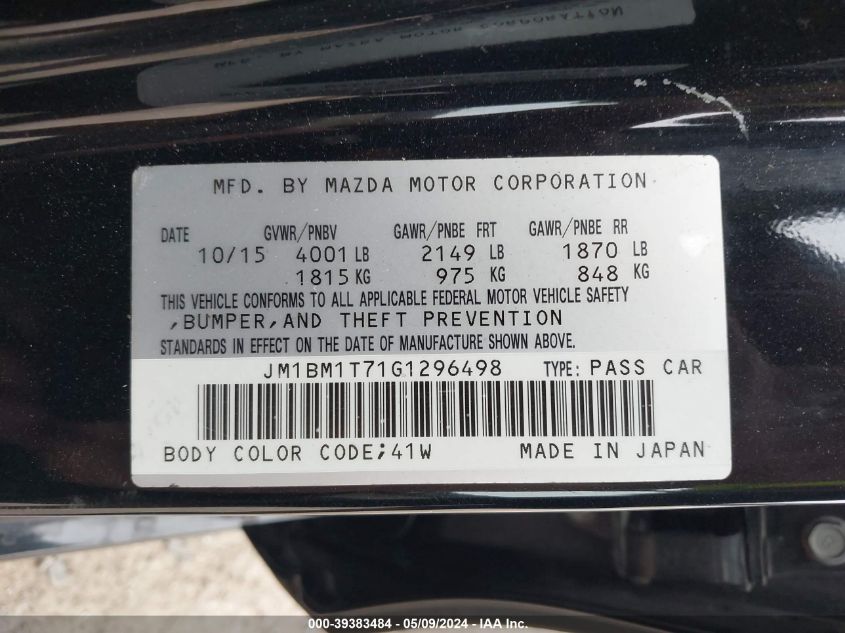 MFD. BY MAZDA MOTOR CORPORATION
DATE GVWR/PNBV GAWR/PNBE FRT GAWR/PNBE RR
10/15 4001 LB 2149 LB 1870 LB
1815 KG 975 KG 848 KG
THIS VEHICLE CONFORMS TO ALL APPLICABLE FEDERAL MOTOR VEHICLE SAFETY
,BUMPER,AND THEFT PREVENTION
STANDARDS IN EFFECT ON THE DATE OF MANUFACTURE SHOWN ABOVE.
JM1BM1T71G1296498 TYPE: PASS CAR
BODY COLOR CODE;41W MADE IN JAPAN
000-39383484 - 05/09/2024 - IAA Inc.